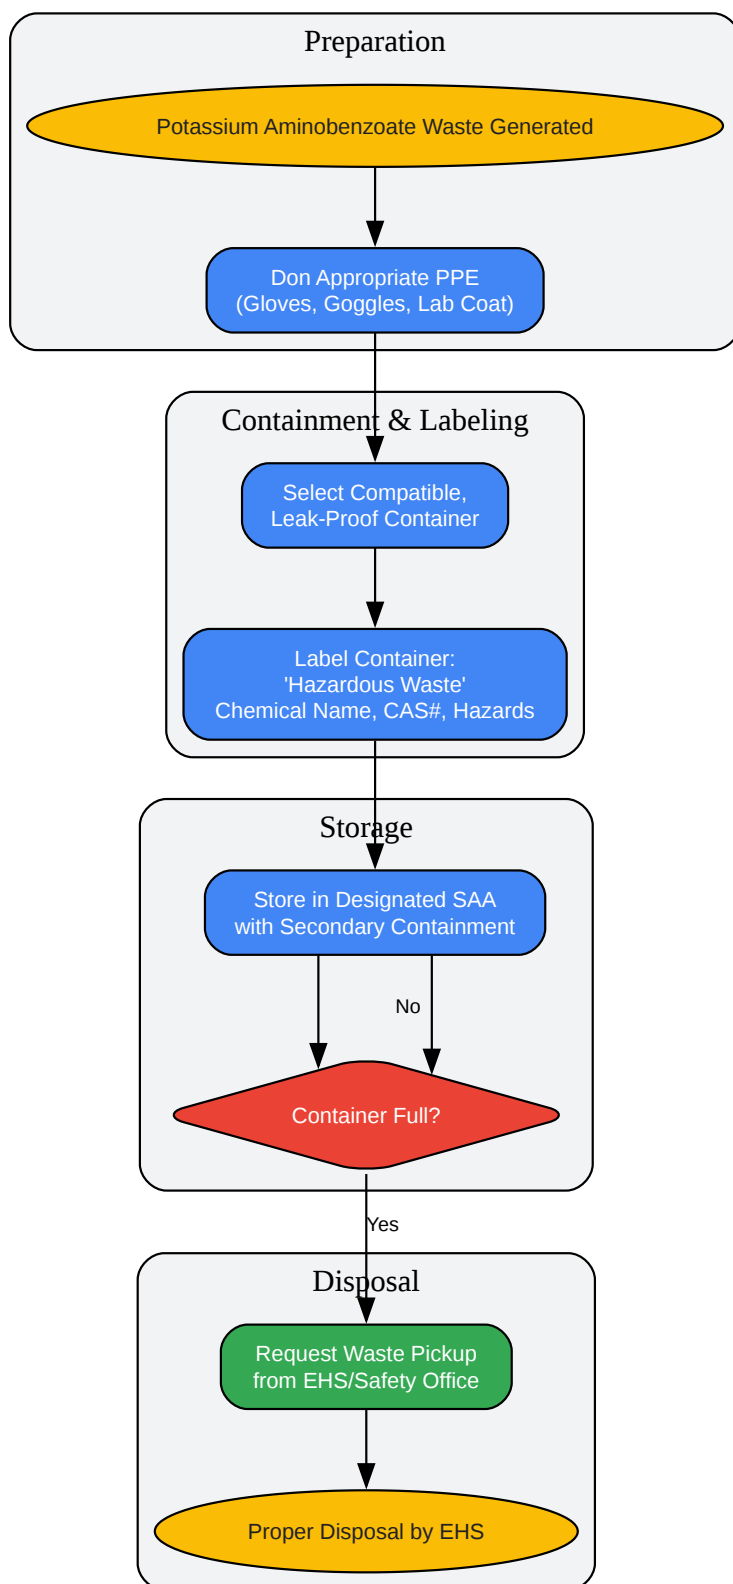 Preparation
Potassium Aminobenzoate Waste Generated
Don Appropriate PPE
(Gloves, Goggles, Lab Coat)
Containment & Labeling
Select Compatible,
Leak-Proof Container
Label Container:
'Hazardous Waste'
Chemical Name, CAS#, Hazards
Storage
Store in Designated SAA
with Secondary Containment
No
Container Full?
Yes
Disposal
Request Waste Pickup
from EHS/Safety Office
Proper Disposal by EHS